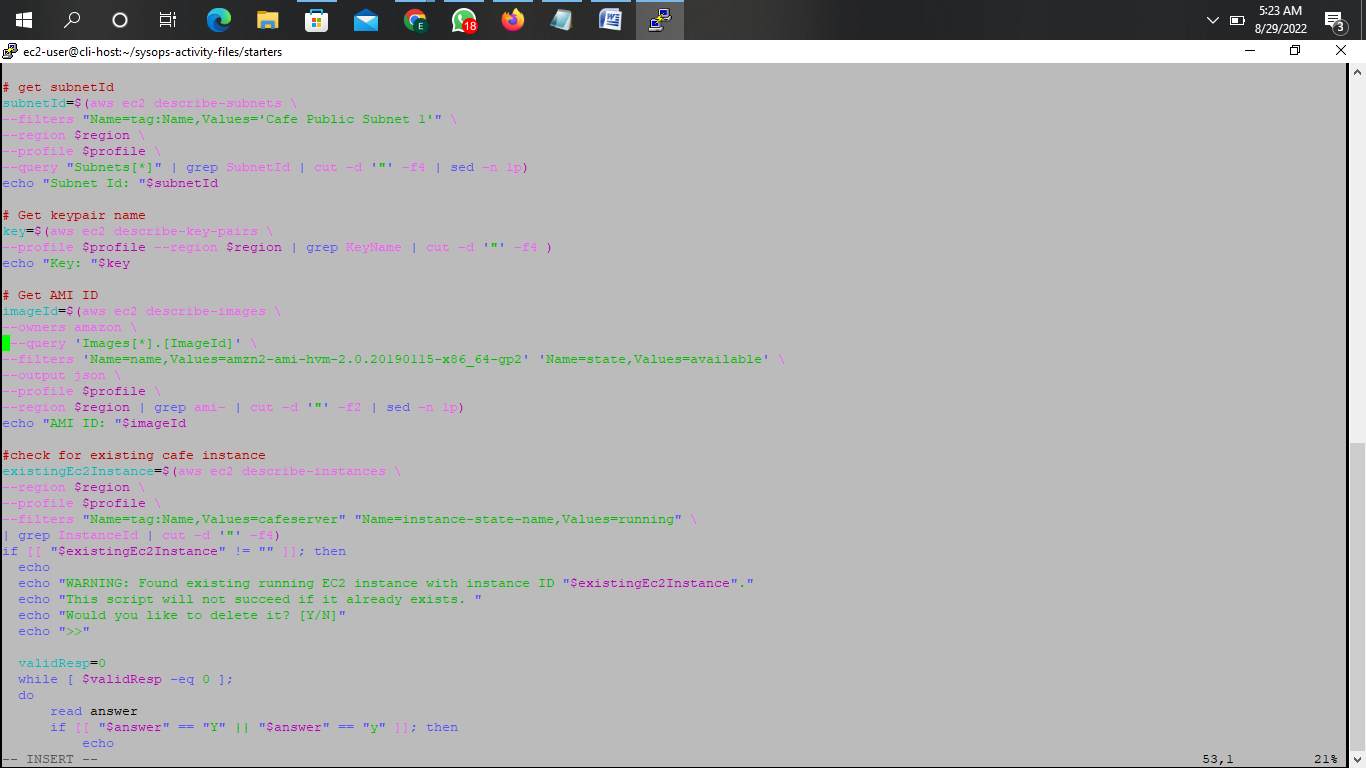 5:23 AM
8/29/2022
18
3
ec2-user@cli-host:~/sysops-activity-files/starters
# get subnetId
subnetId=$(aws ec2 describe-subnets \
--filters "Name=tag:Name,Values='Cafe Public Subnet 1'" \
--region $region \
--profile $profile \
--query "Subnets[*]" | grep SubnetId | cut -d '"' -f4 | sed -n 1p)
echo "Subnet Id: "$subnetId
# Get keypair name
key=$(aws ec2 describe-key-pairs \
--profile $profile --region $region | grep KeyName | cut -d '"' -f4 )
echo "Key: "$key
# Get AMI ID
imageId=$(aws ec2 describe-images \
--owners amazon \
--query 'Images[*].[ImageId]' \
--filters 'Name=name,Values=amzn2-ami-hvm-2.0.20190115-x86_64-gp2' 'Name=state,Values=available' \
--output json \
--profile $profile \
--region $region | grep ami- | cut -d '"' -f2 | sed -n 1p)
echo "AMI ID: "$imageId
#check for existing cafe instance
existingEc2Instance=$(aws ec2 describe-instances \
--region $region \
--profile $profile \
--filters "Name=tag:Name,Values=cafeserver" "Name=instance-state-name,Values=running" \
| grep InstanceId | cut -d '"' -f4)
if [[ "$existingEc2Instance" != "" ]]; then
  echo
  echo "WARNING: Found existing running EC2 instance with instance ID "$existingEc2Instance"."
  echo "This script will not succeed if it already exists. "
  echo "Would you like to delete it? [Y/N]"
  echo ">>"
  validResp=0
  while [ $validResp -eq 0 ];
  do
      read answer
      if [[ "$answer" == "Y" || "$answer" == "y" ]]; then
          echo
-- INSERT --
53,1
21%